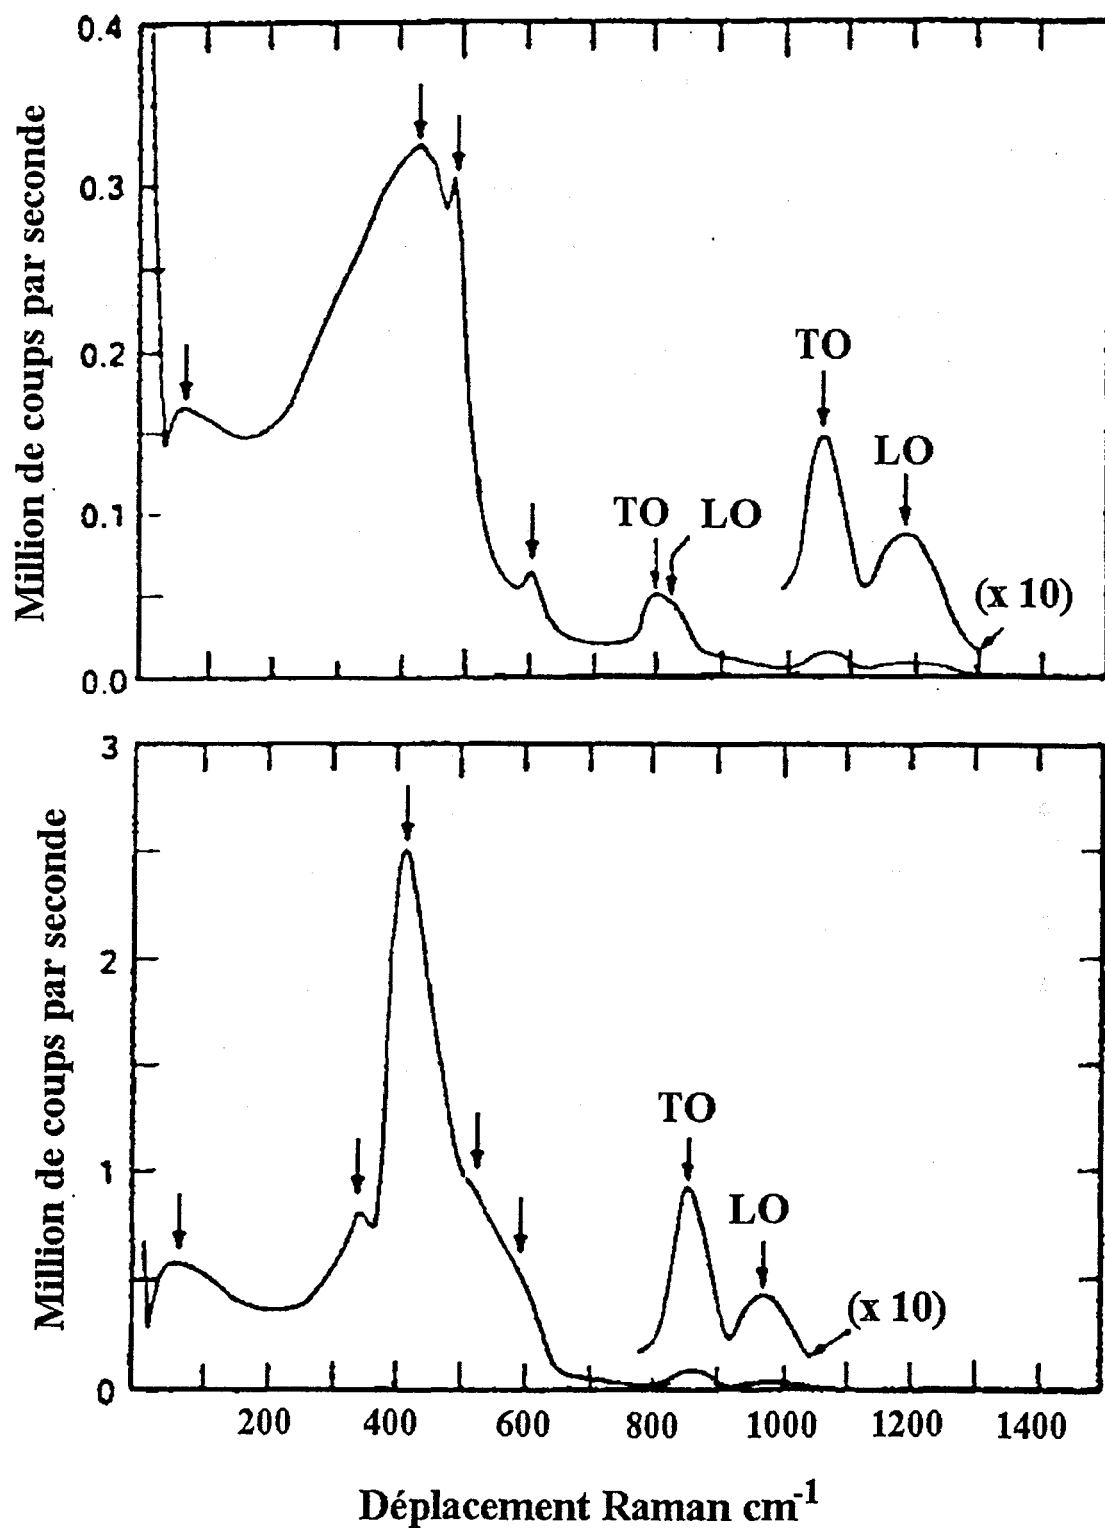 Million de coups par seconde
0.4
0.3
0.2
0.1
0.0
TO
LO
TO
LO
(x 10)
Million de coups par seconde
3
2
1
0
TO
LO
(x 10)
200 400 600 800 1000 1200 1400
Déplacement Raman cm-1